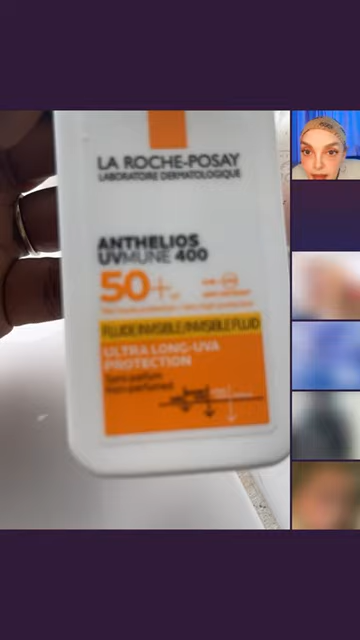 LA ROCHE-POSAY
LABORATOIRE DERMATOLOGIQUE
ANTHELIOS
UVMUNE 400
50+
FLUIDE INVISIBLE/INVISIBLE FLUID
ULTRA LONG-UVA
PROTECTION
Sans parfum
Non-perfumed